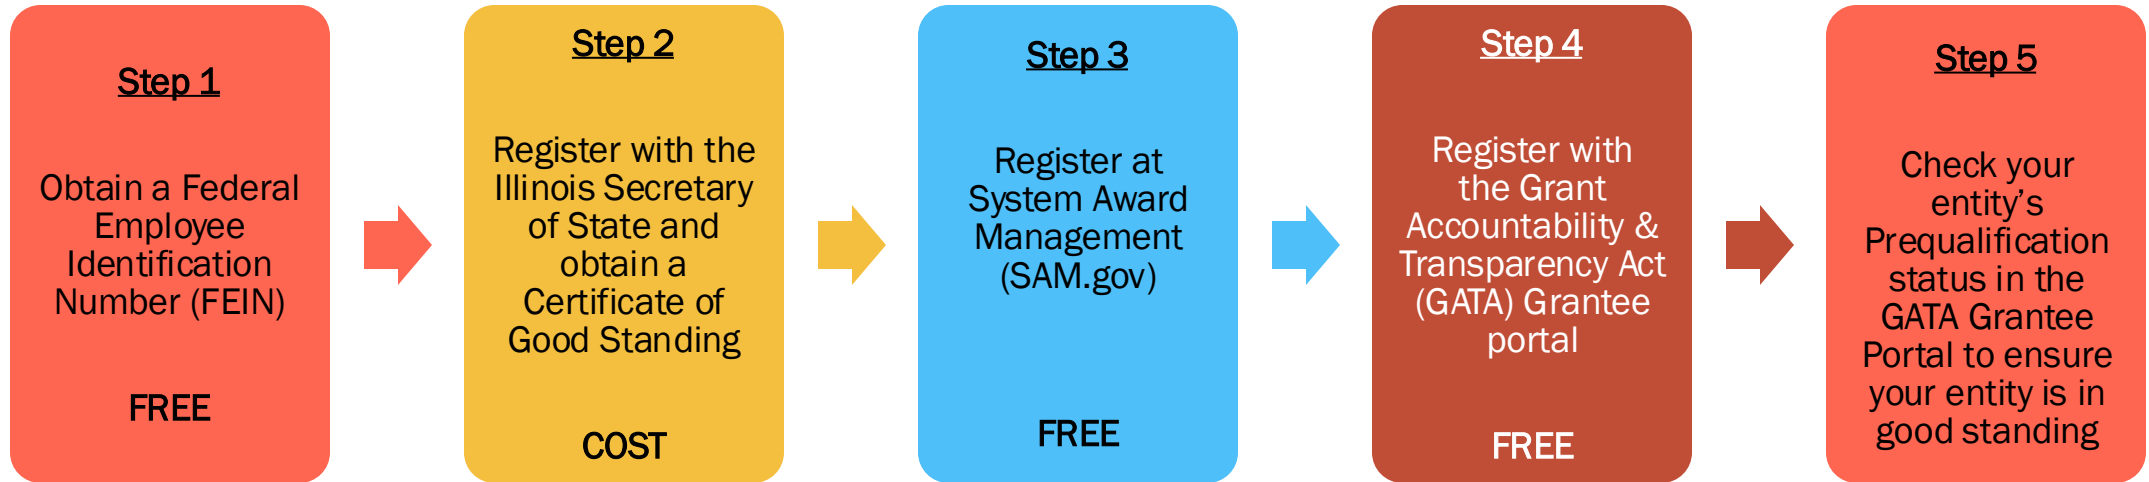 Step 1
Obtain a Federal
Employee
Identification
Number (FEIN)
FREE
Step 2
Register with the
Illinois Secretary
of State and
obtain a
Certificate of
Good Standing
COST
Step 3
Register at
System Award
Management
(SAM.gov)
FREE
Step 4
Register with
the Grant
Accountability &
Transparency Act
(GATA) Grantee
portal
FREE
Step 5
Check your
entity’s
Prequalification
status in the
GATA Grantee
Portal to ensure
your entity is in
good standing